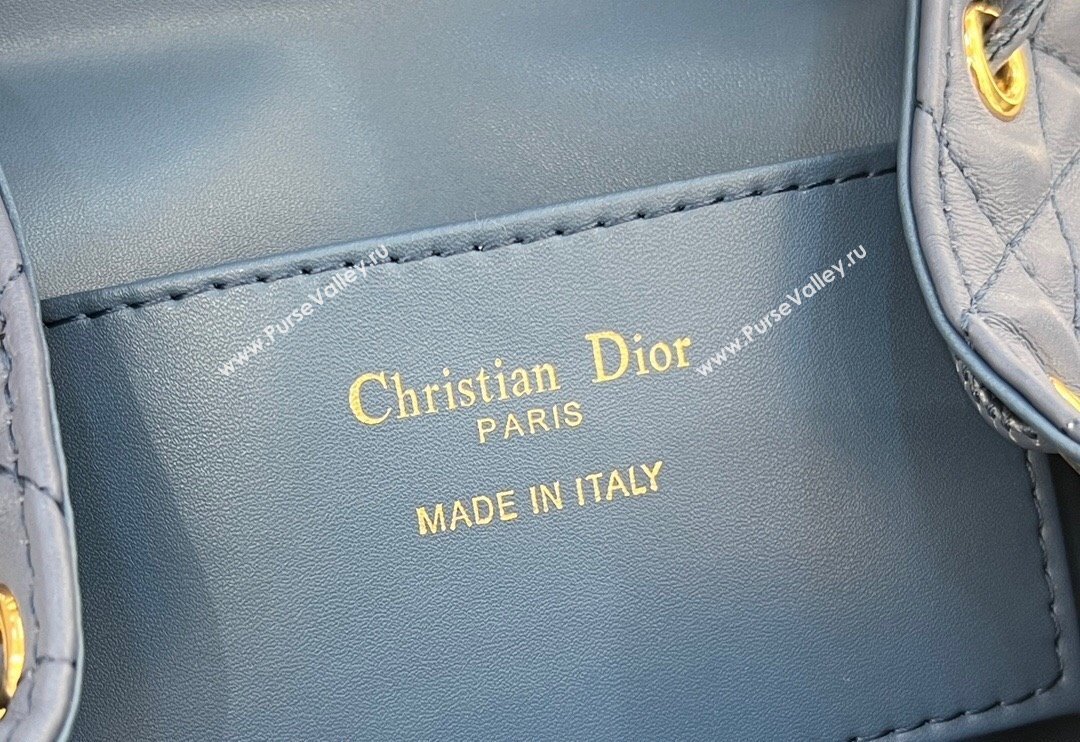 www.PurseValley.ru
www.PurseValley.ru
Christian Dior
PARIS
MADE IN ITALY